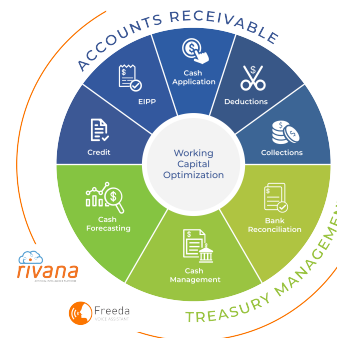 ACCOUNTS RECEIVABLE
Cash
Application
EIPP
Deductions
Credit
Collections
Working
Capital
Optimization
Cash
Forecasting
Bank
Reconciliation
Cash
Management
TREASURY MANAGEMENT
rivana
Freeda